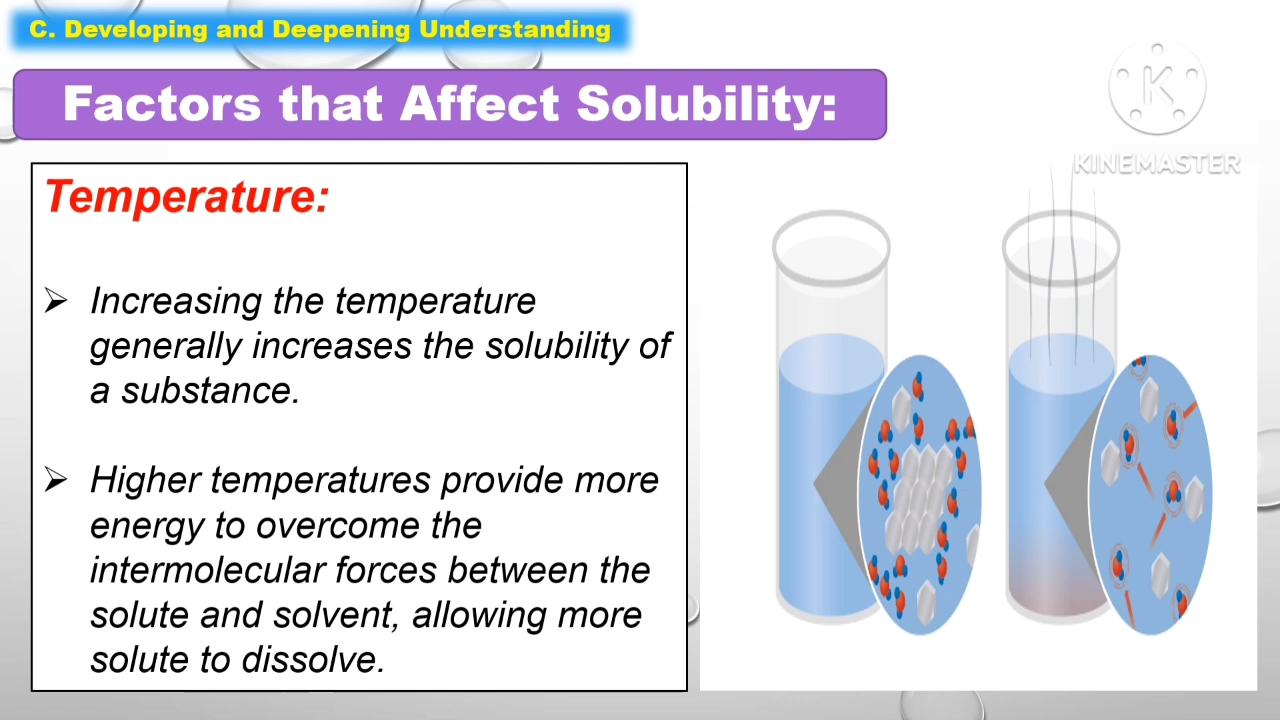 C. Developing and Deepening Understanding
Factors that Affect Solubility:
K
KINEMASTER
Temperature:
➢ Increasing the temperature
generally increases the solubility of
a substance.
➢ Higher temperatures provide more
energy to overcome the
intermolecular forces between the
solute and solvent, allowing more
solute to dissolve.